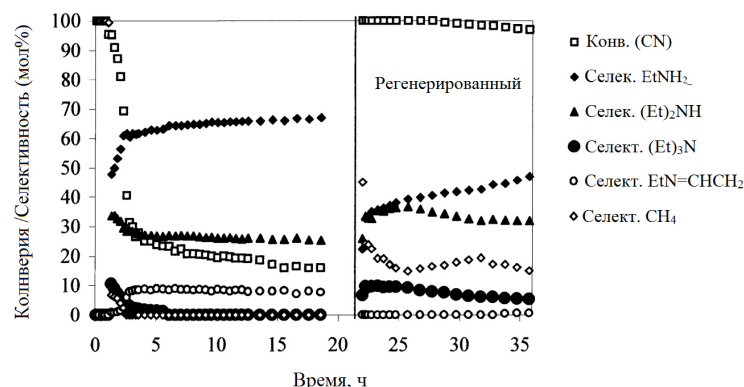 Колнверия /Селективность (мол%)
100
90
80
70
60
50
40
30
20
10
0
0
5
10
15
20
25
30
35
Время, ч
Регенерированный
Конв. (CN)
Селек. EtNH2
Селек. (Et)2NH
Селект. (Et)3N
Селект. EtN=CHCH2
Селект. CH4